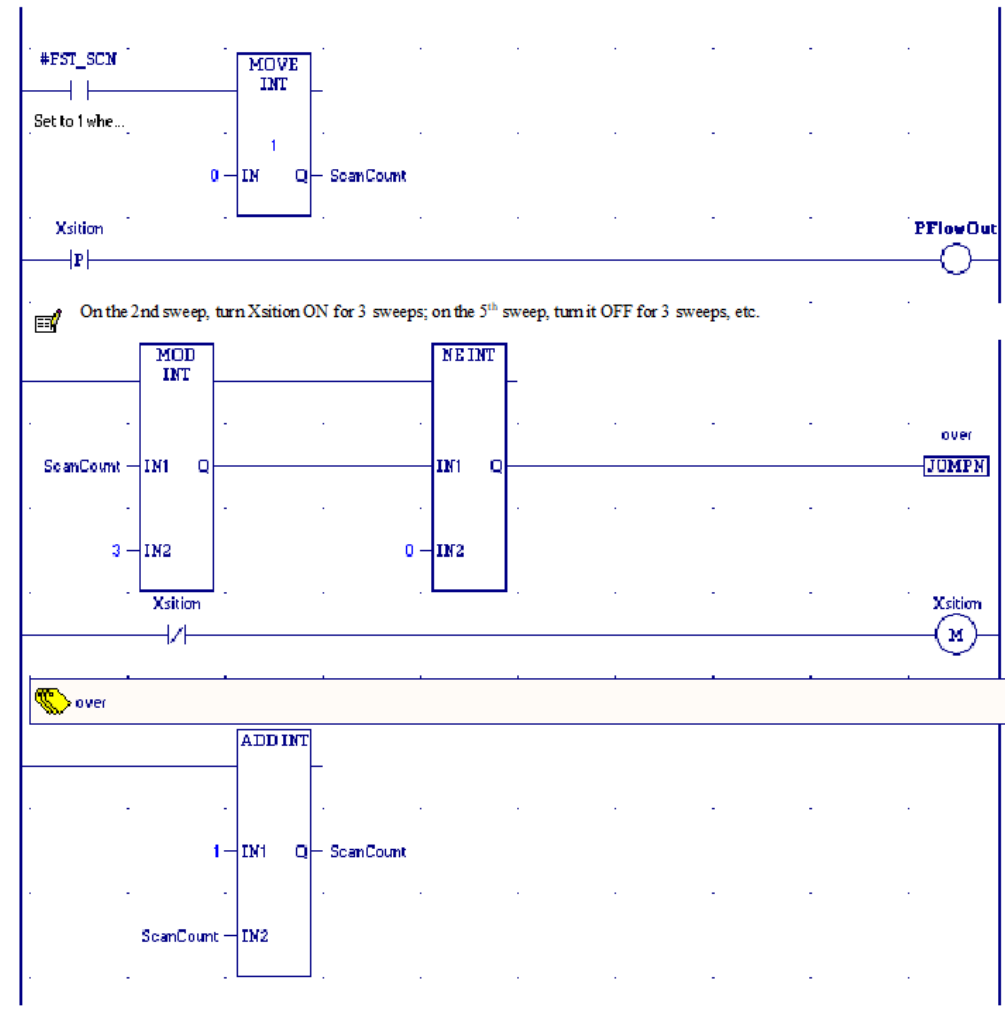 #FST_SCN
MOVE
INT
Set to 1 whe...
1
0 IN Q ScanCount
Xsition PFlowOut
P
On the 2nd sweep, turn Xsition ON for 3 sweeps; on the 5th sweep, turn it OFF for 3 sweeps, etc.
MOD NE INT
INT
over
ScanCount IN1 Q IN1 Q JUMPN
3 IN2 0 IN2
Xsition Xsition
M
over
ADD INT
1 IN1 Q ScanCount
ScanCount IN2